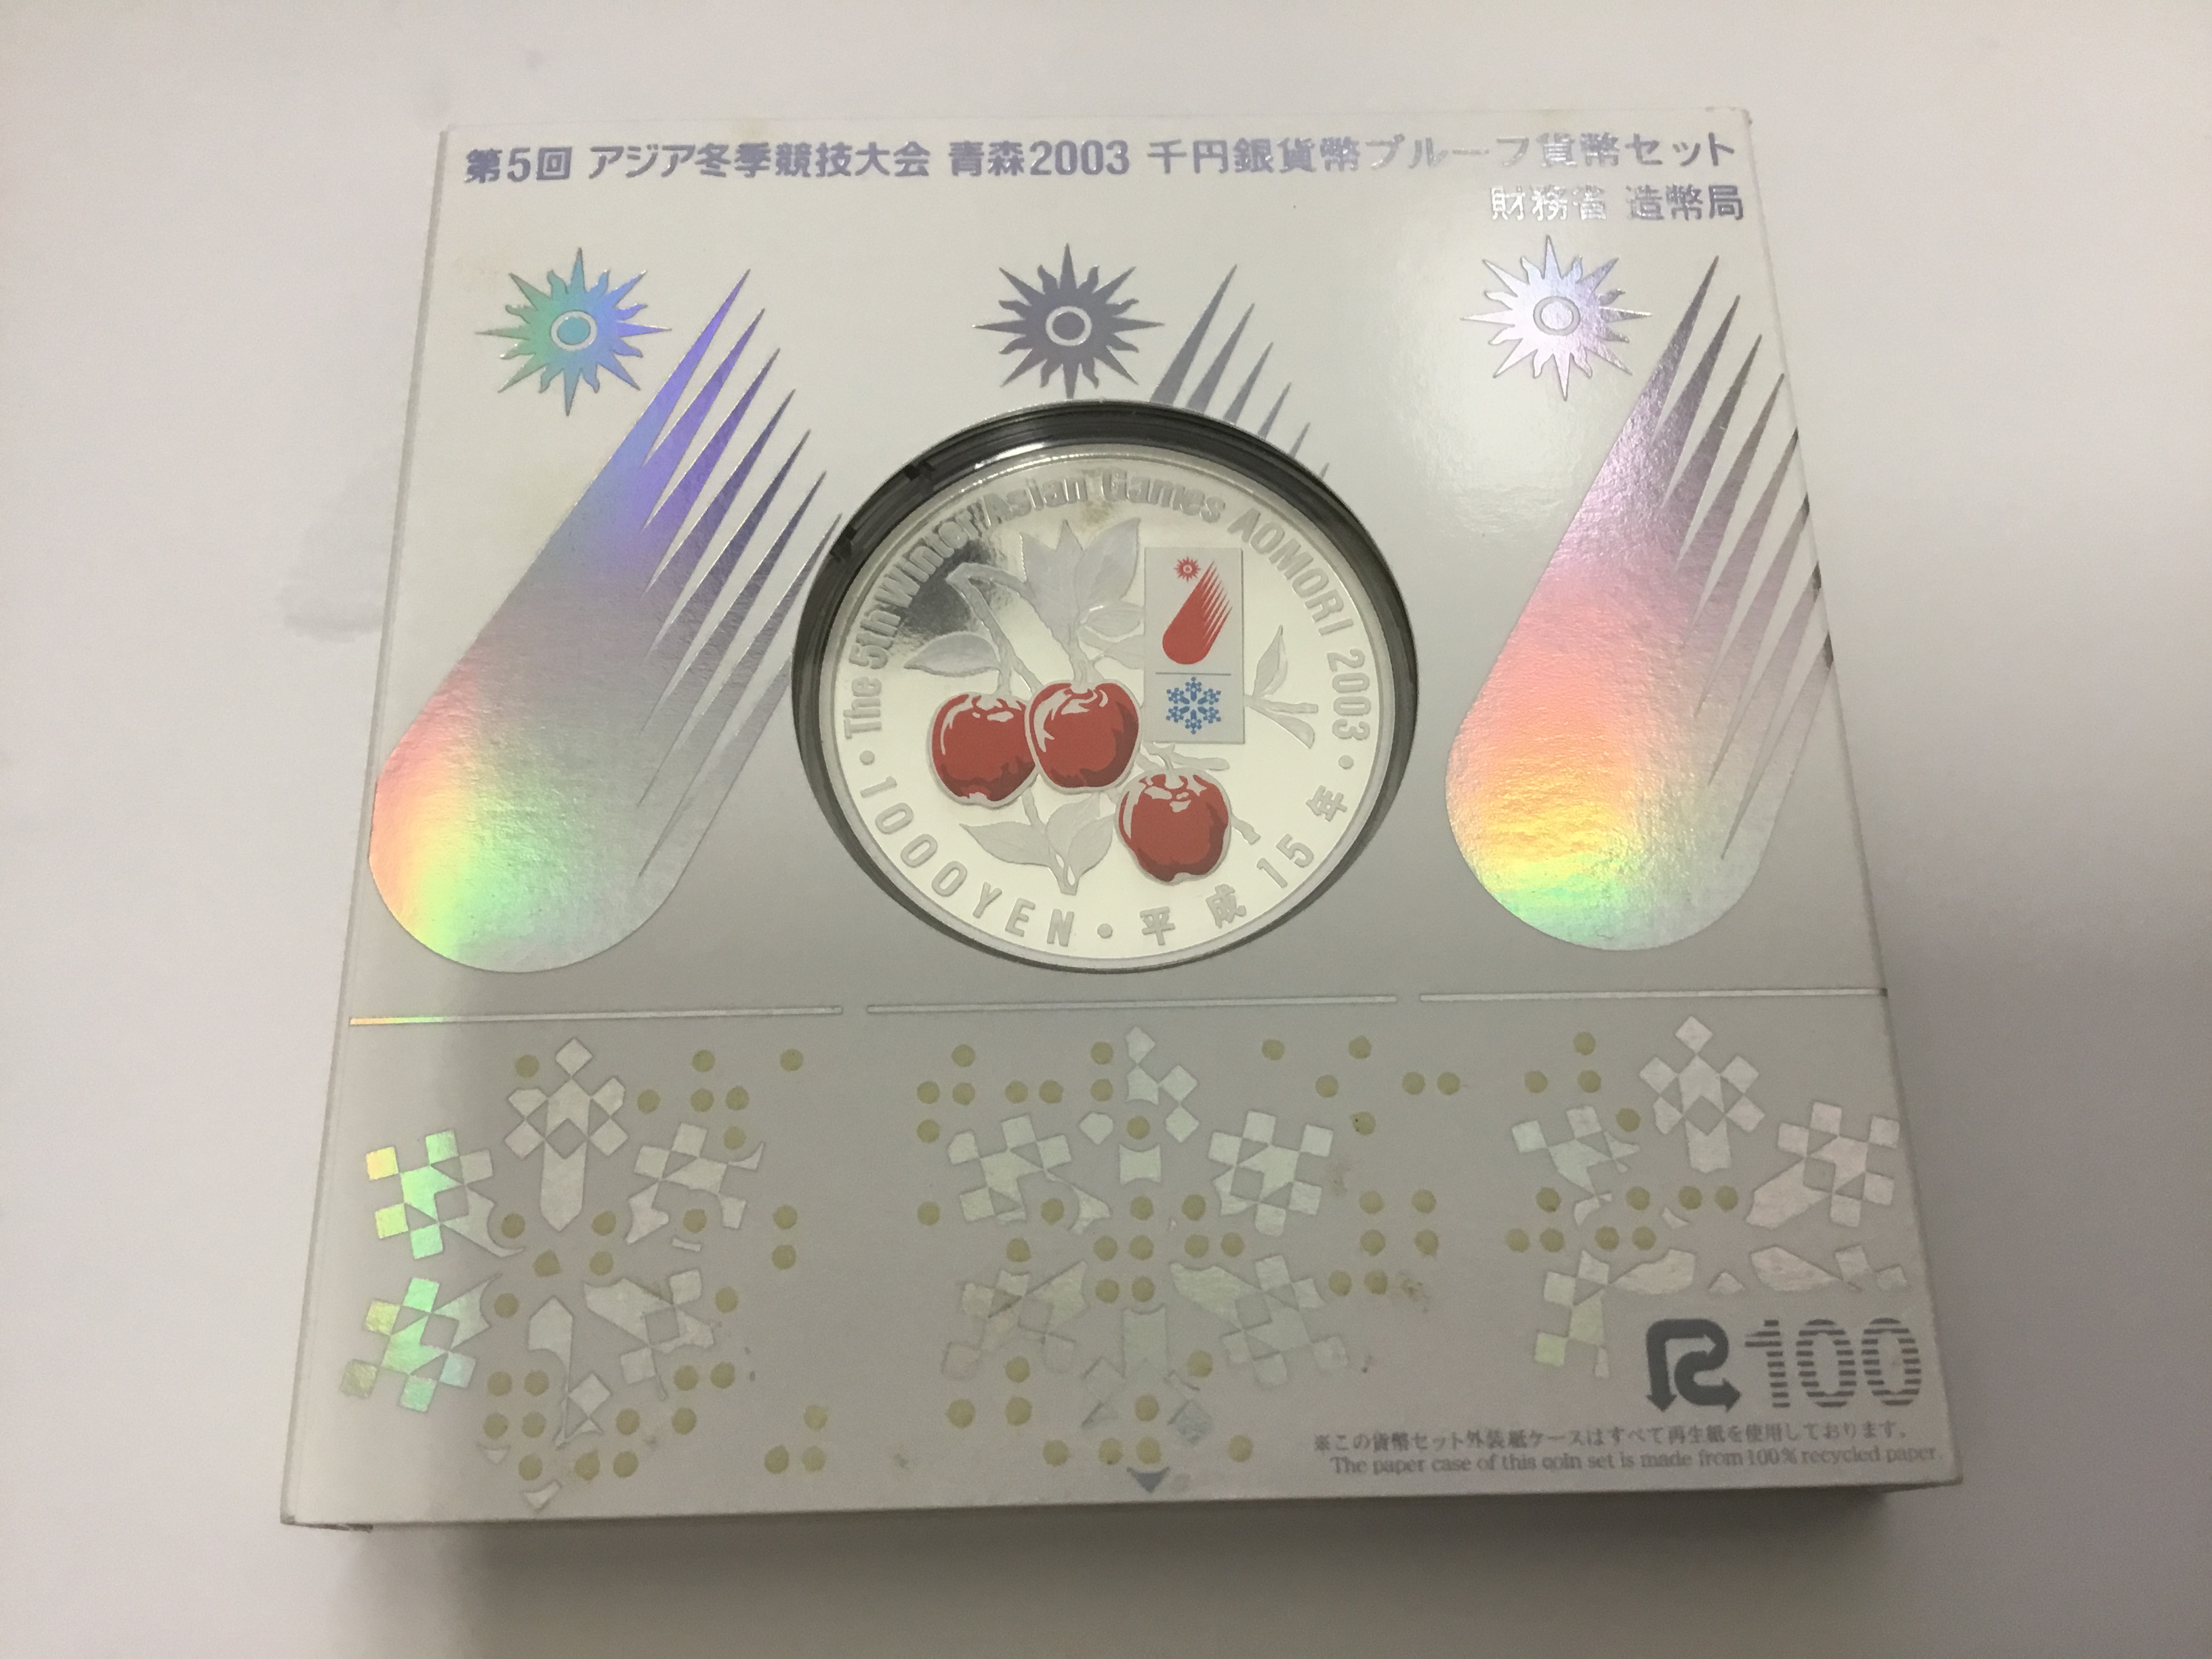 第5回 アジア冬季競技大会 青森2003 千円銀貨幣プルーフ貨幣セット
財務省 造幣局
The 5th Winter Asian Games AOMORI 2003
1000YEN・平成15年
R100
※この貨幣セット外装紙ケースはすべて再生紙を使用しております。
The paper case of this coin set is made from 100% recycled paper.